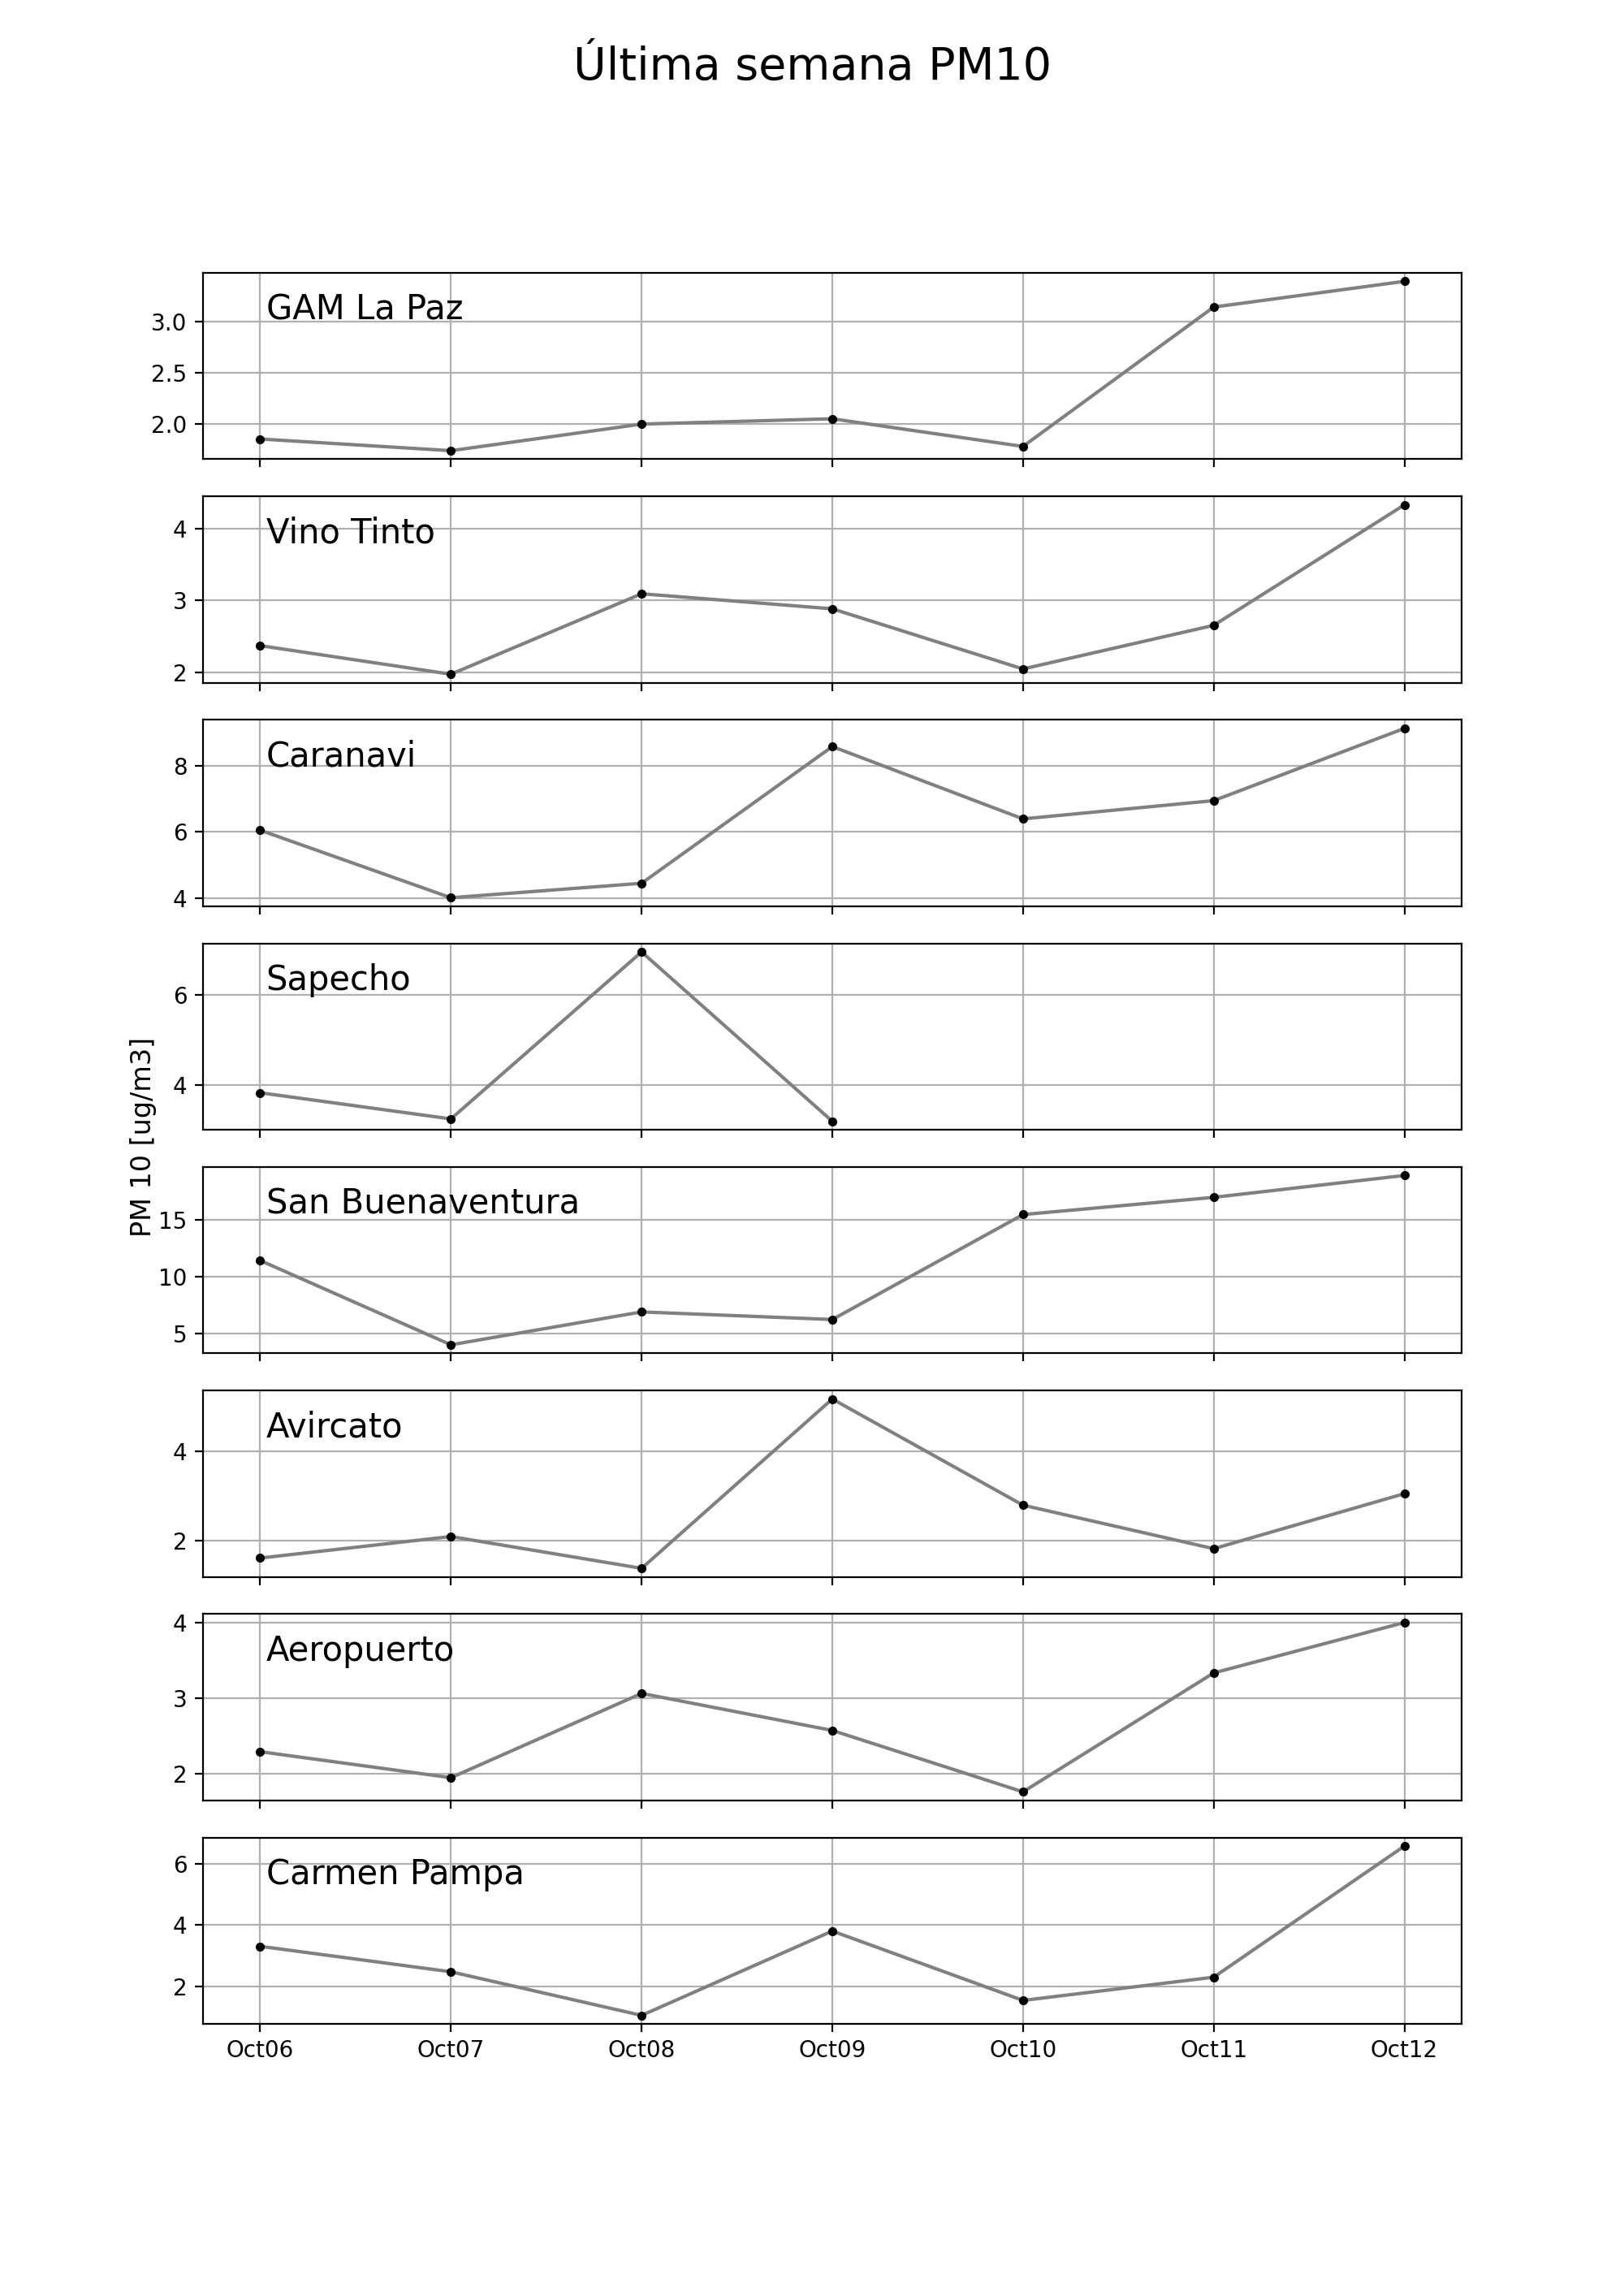 Última semana PM10
GAM La Paz
3.0
2.5
2.0
Vino Tinto
4
3
2
Caranavi
8
6
4
Sapecho
6
4
PM 10 [ug/m3]
San Buenaventura
15
10
5
Avircato
4
2
Aeropuerto
4
3
2
Carmen Pampa
6
4
2
Oct06 Oct07 Oct08 Oct09 Oct10 Oct11 Oct12